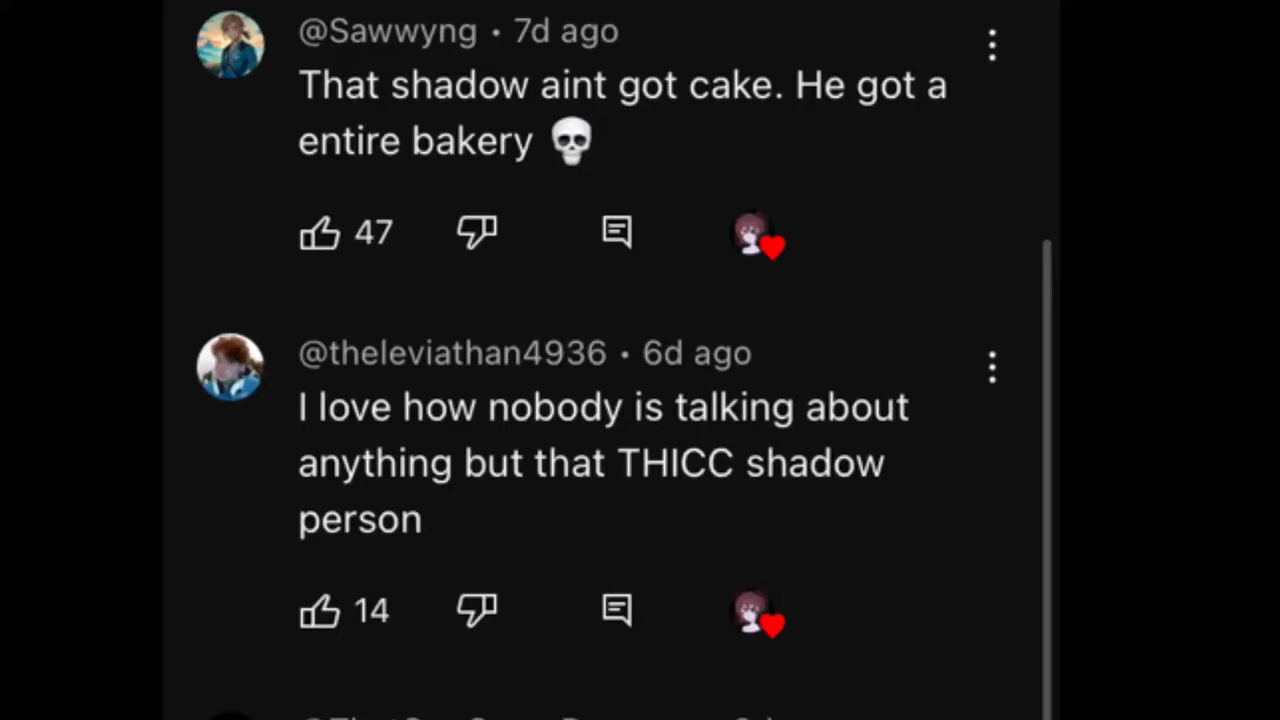 @Sawwyng • 7d ago
That shadow aint got cake. He got a
entire bakery 💀
47
@theleviathan4936 • 6d ago
I love how nobody is talking about
anything but that THICC shadow
person
14